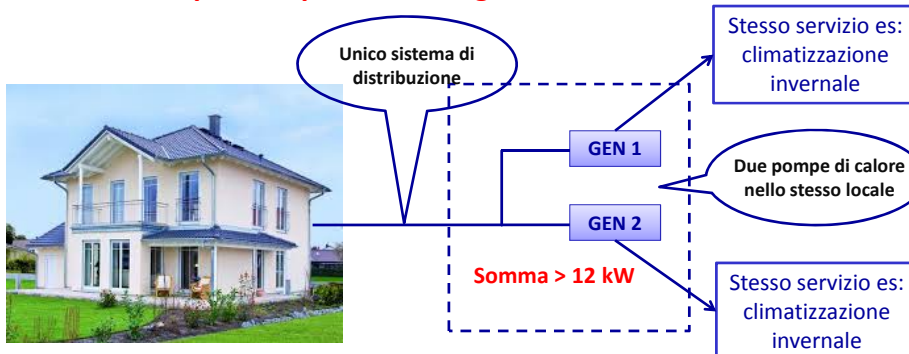 Stesso servizio es:
climatizzazione
invernale
Unico sistema di
distribuzione
GEN 1
Due pompe di calore
nello stesso locale
GEN 2
Somma > 12 kW
Stesso servizio es:
climatizzazione
invernale